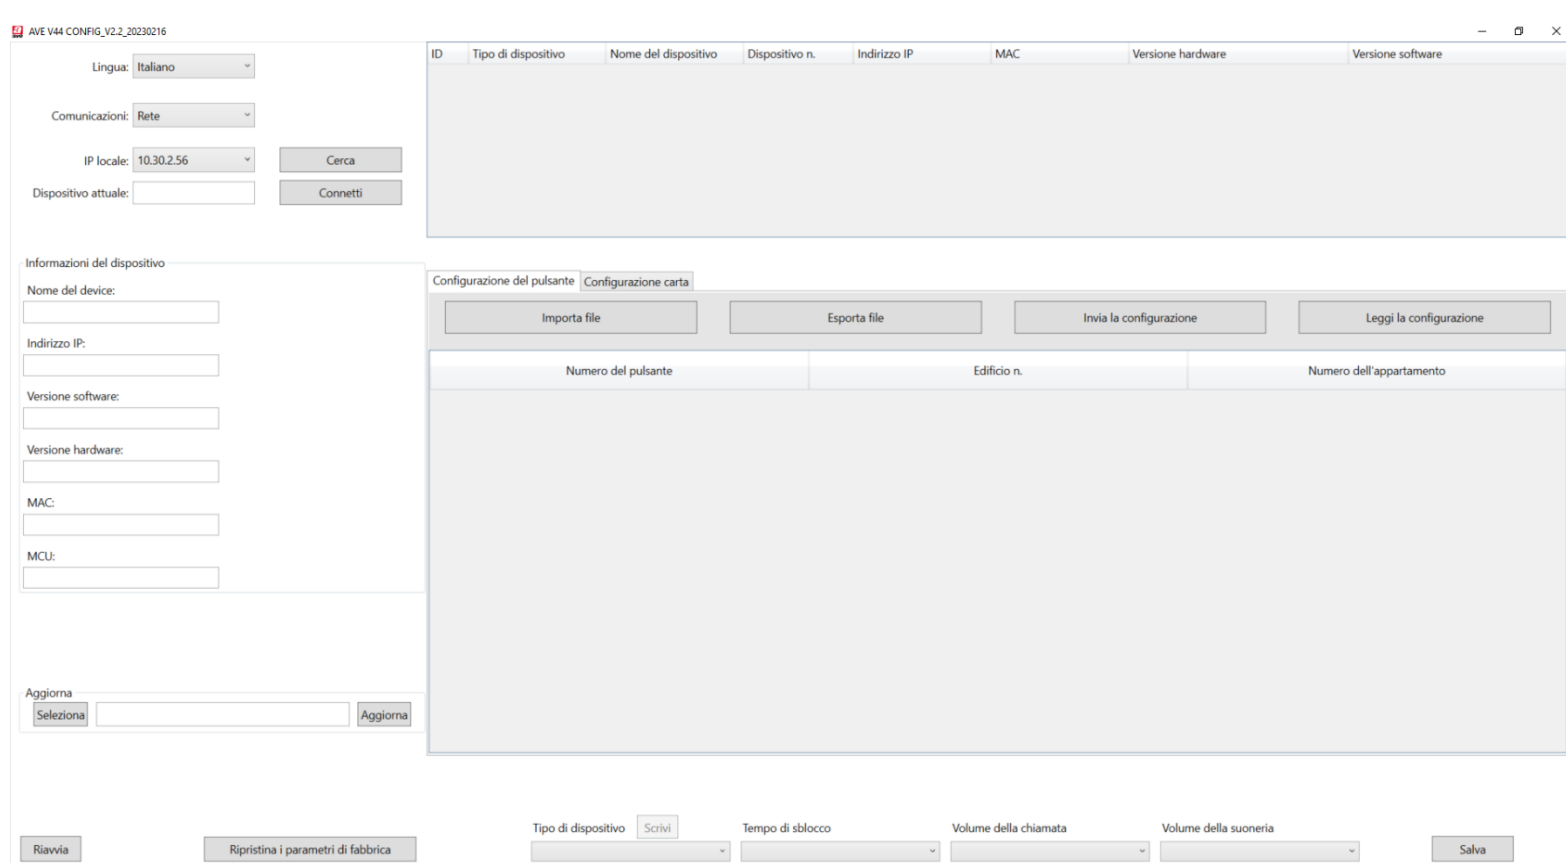 AVE V44 CONFIG_V2.2_20230216
Lingua: Italiano
Comunicazioni: Rete
IP locale: 10.30.2.56 Cerca
Dispositivo attuale: Connetti
ID Tipo di dispositivo Nome del dispositivo Dispositivo n. Indirizzo IP MAC Versione hardware Versione software
Informazioni del dispositivo
Nome del device:
Indirizzo IP:
Versione software:
Versione hardware:
MAC:
MCU:
Configurazione del pulsante Configurazione carta
Importa file Esporta file Invia la configurazione Leggi la configurazione
Numero del pulsante Edificio n. Numero dell'appartamento
Aggiorna
Seleziona Aggiorna
Riavvia Ripristina i parametri di fabbrica
Tipo di dispositivo Scrivi Tempo di sblocco Volume della chiamata Volume della suoneria
Salva